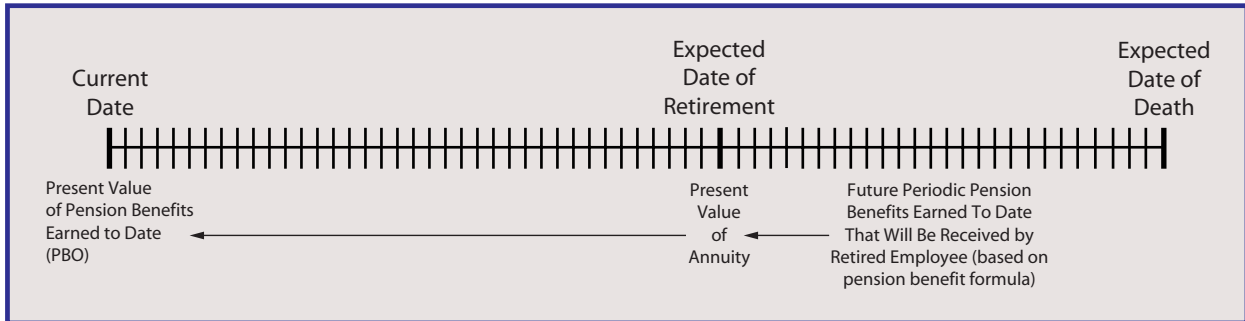 Current
Date
Expected
Date of
Retirement
Expected
Date of
Death
Present Value
of Pension Benefits
Earned to Date
(PBO)
Present
Value
of
Annuity
Future Periodic Pension
Benefits Earned To Date
That Will Be Received by
Retired Employee (based on
pension benefit formula)